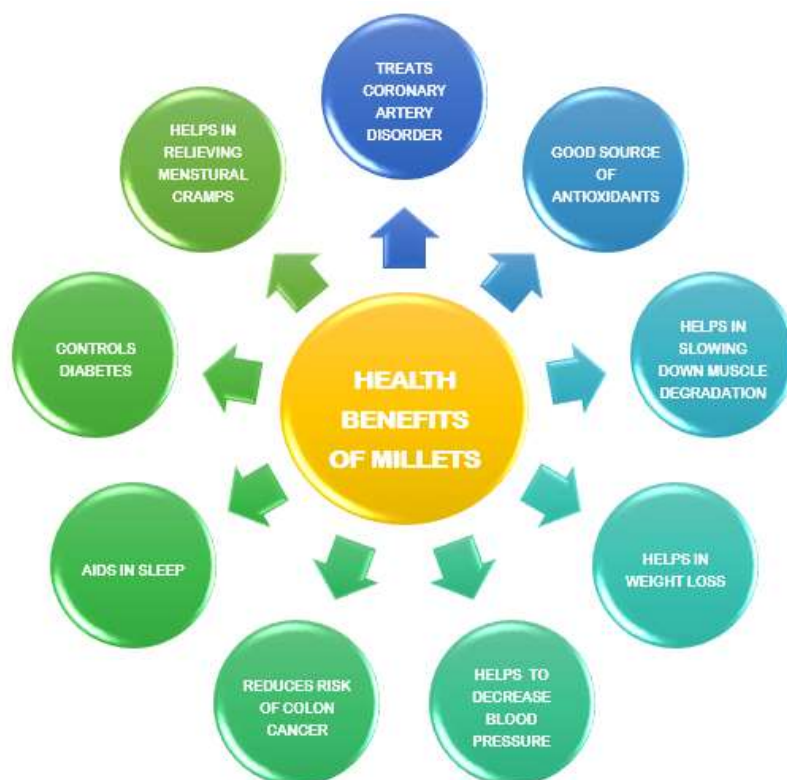 TREATS
CORONARY
ARTERY
DISORDER
GOOD SOURCE
OF
ANTIOXIDANTS
HELPS IN
SLOWING
DOWN MUSCLE
DEGRADATION
HELPS IN
WEIGHT LOSS
HELPS TO
DECREASE
BLOOD
PRESSURE
REDUCES RISK
OF COLON
CANCER
AIDS IN SLEEP
CONTROLS
DIABETES
HELPS IN
RELIEVING
MENSTURAL
CRAMPS
HEALTH
BENEFITS
OF MILLETS